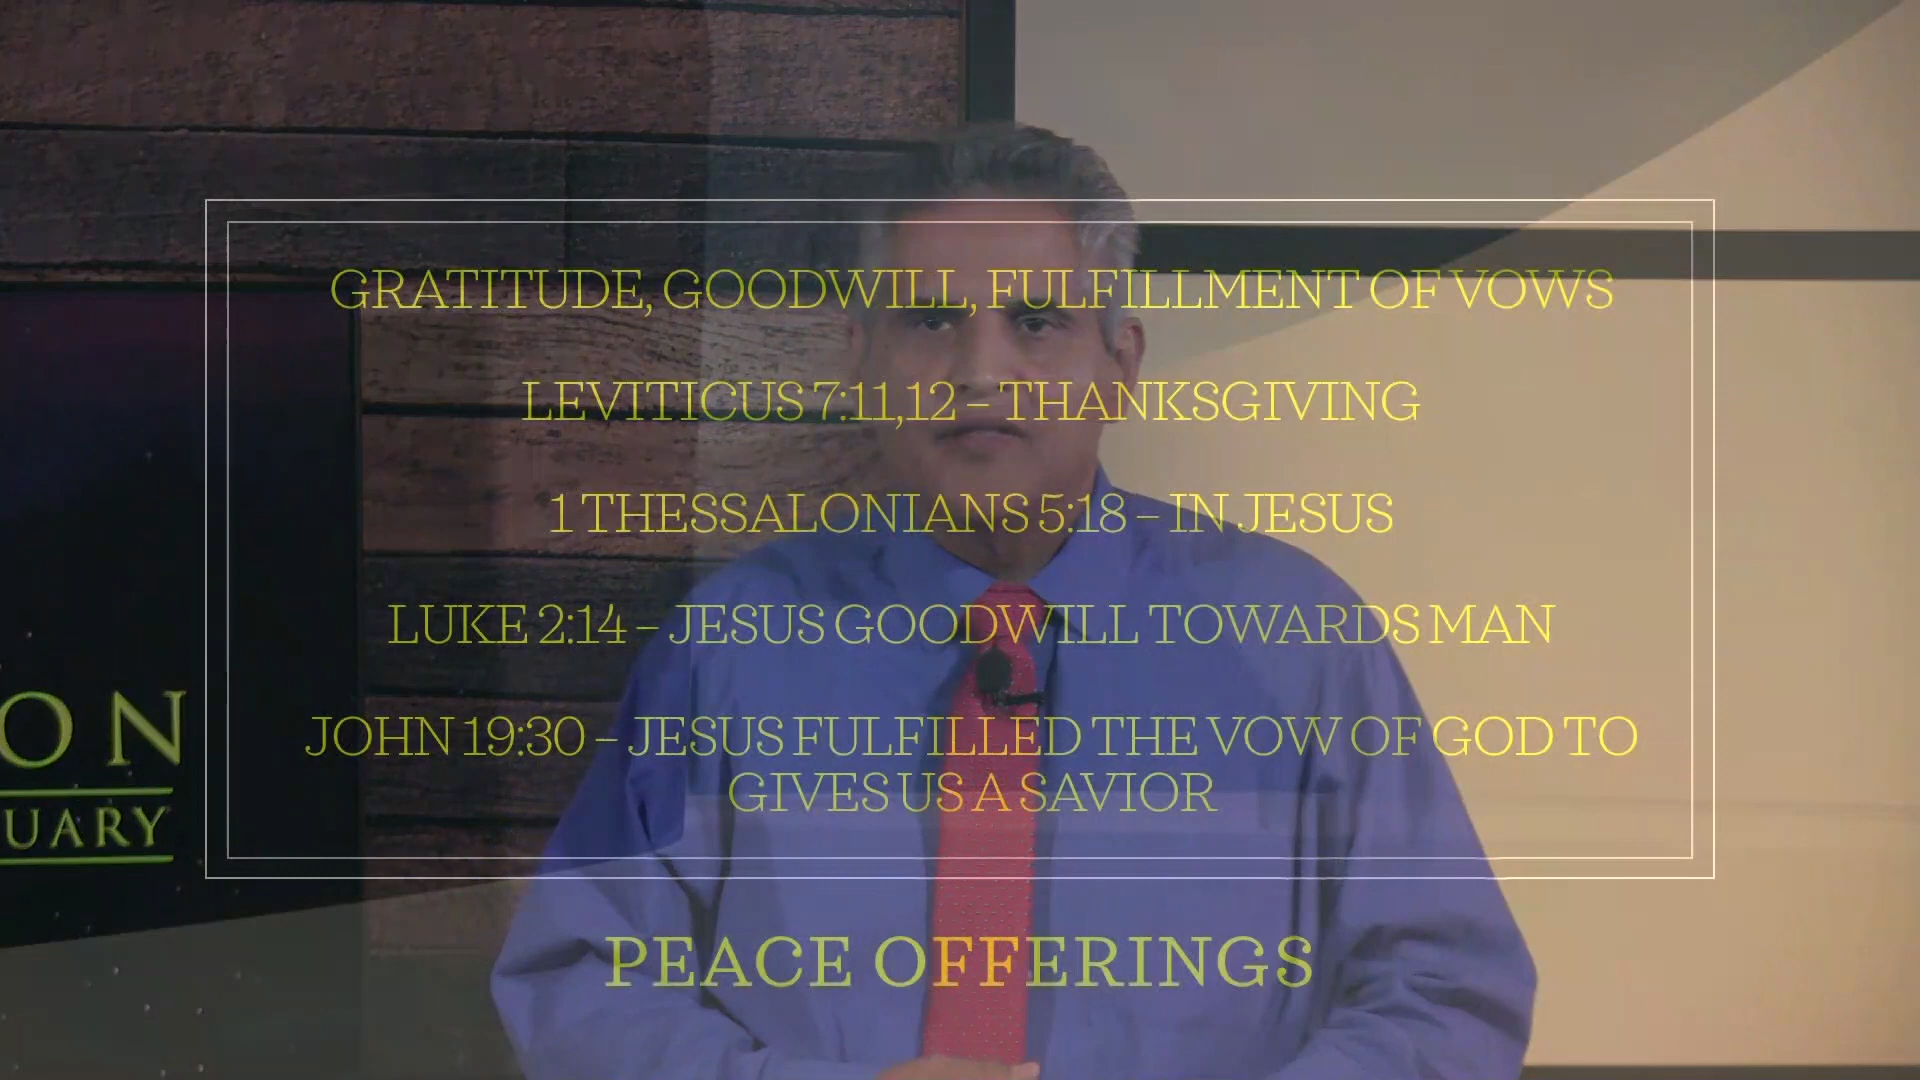 GRATITUDE, GOODWILL, FULFILLMENT OF VOWS
LEVITICUS 7:11,12 – THANKSGIVING
1 THESSALONIANS 5:18 – IN JESUS
LUKE 2:14 – JESUS GOODWILL TOWARDS MAN
JOHN 19:30 – JESUS FULFILLED THE VOW OF GOD TO
GIVES US A SAVIOR
ON
UARY
PEACE OFFERINGS